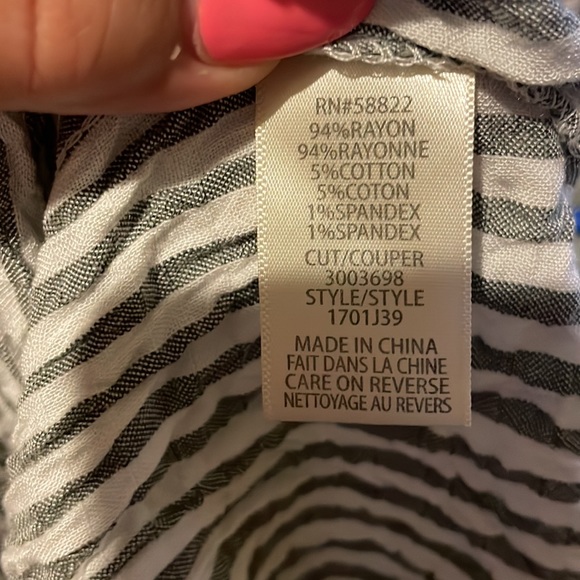 RN#58822
94%RAYON
94%RAYONNE
5%COTTON
5%COTON
1%SPANDEX
1%SPANDEX
CUT/COUPER
3003698
STYLE/STYLE
1701J39
MADE IN CHINA
FAIT DANS LA CHINE
CARE ON REVERSE
NETTOYAGE AU REVERS